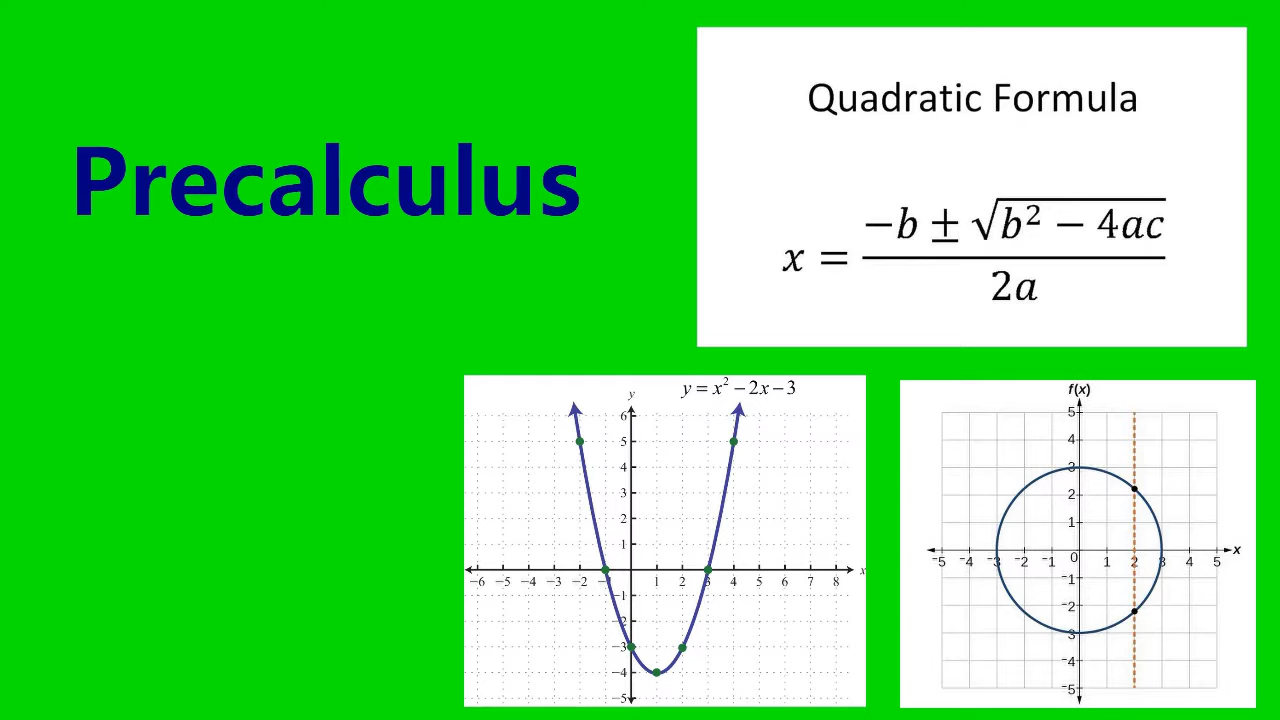 Precalculus
Quadratic Formula
x = \frac{-b ± \sqrt{b² − 4ac}}{2a}
y = x² − 2x − 3
y
6
5
4
3
2
1
−6 −5 −4 −3 −2 −1 1 2 3 4 5 6 7 8 x
−1
−2
−3
−4
−5
f(x)
5
4
3
2
1
−5 −4 −3 −2 −1 0 1 2 3 4 5 x
−1
−2
−3
−4
−5